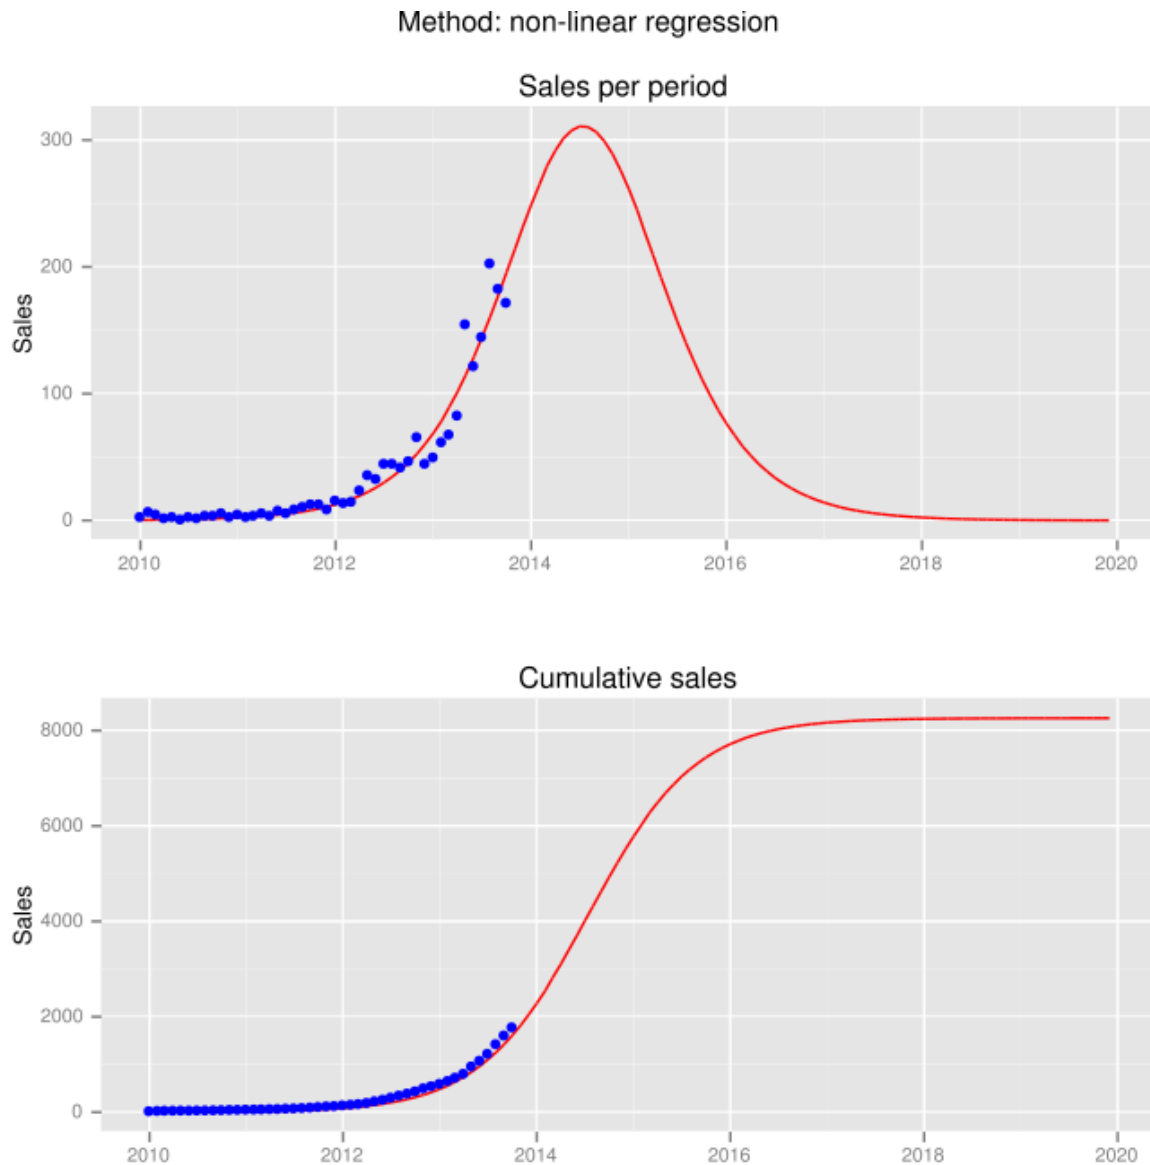 Method: non-linear regression
Sales per period
300
200
100
0
Sales
2010 2012 2014 2016 2018 2020
Cumulative sales
8000
6000
4000
2000
0
Sales
2010 2012 2014 2016 2018 2020